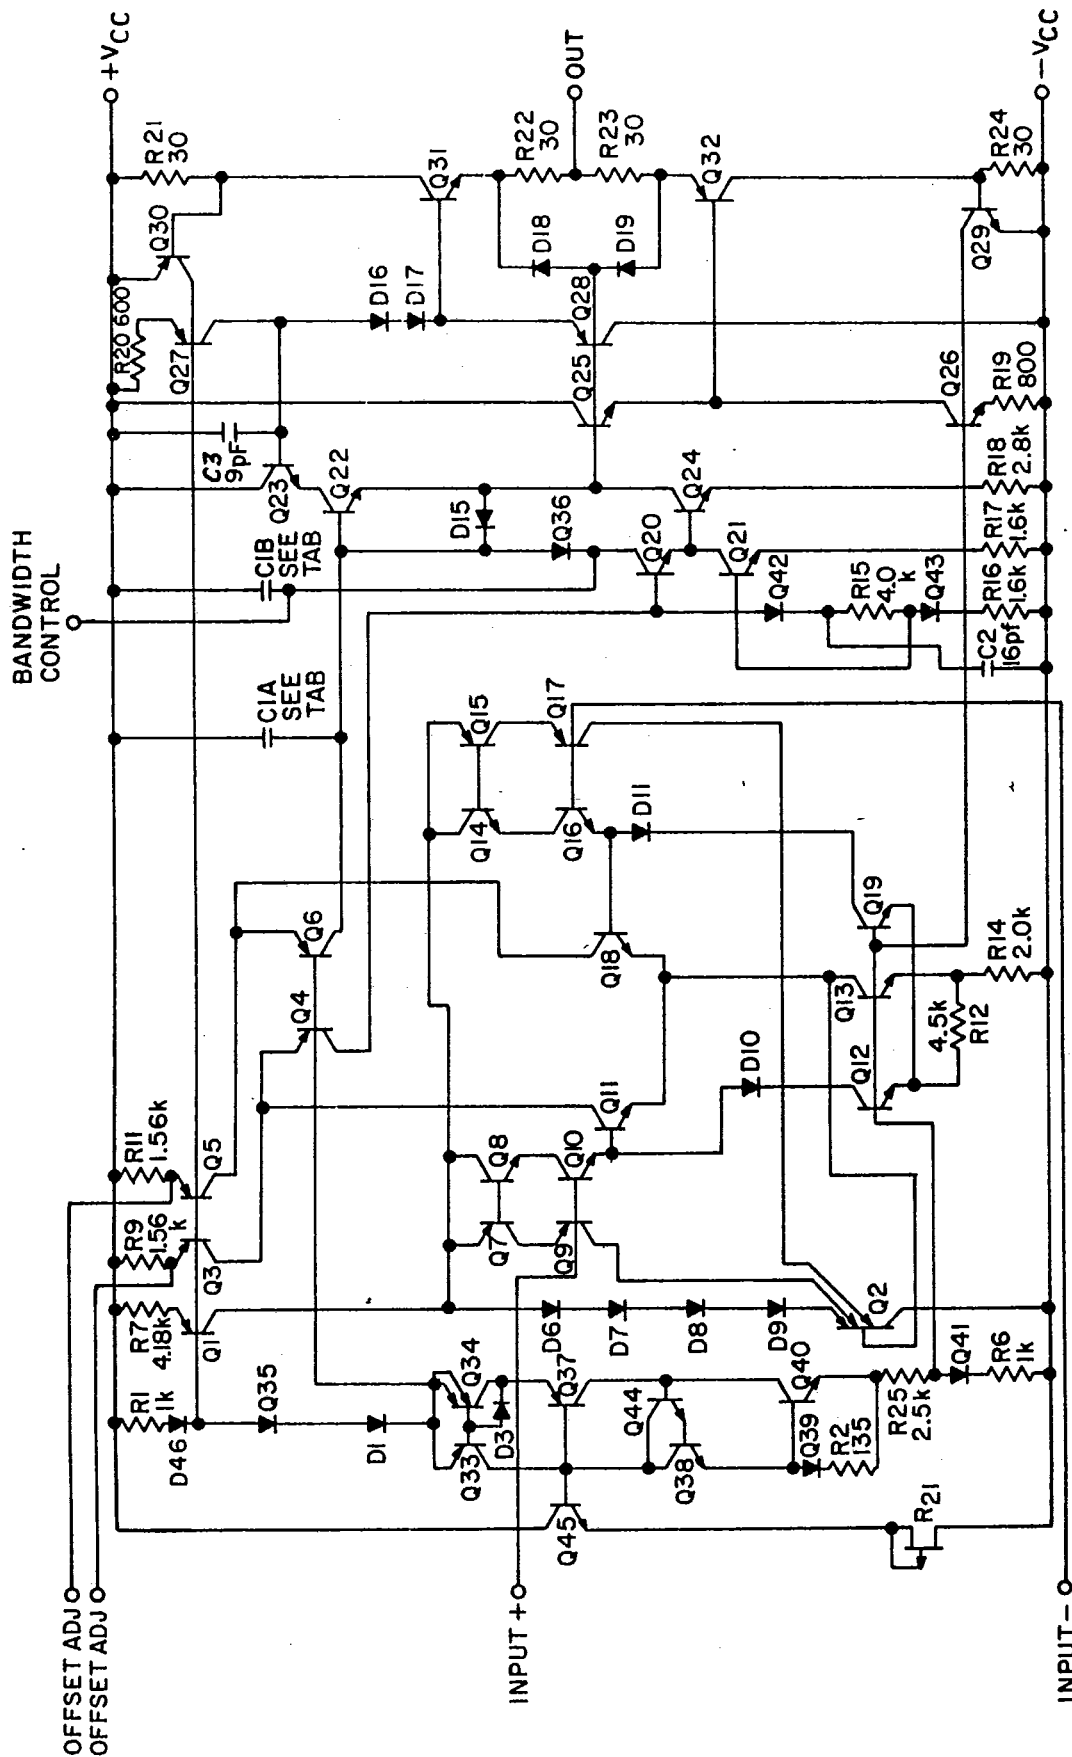 OFFSET ADJ
OFFSET ADJ
INPUT +
INPUT -
BANDWIDTH
CONTROL
+VCC
OUT
-VCC
R1
1k
D46
Q35
D1
Q33
Q34
D3
Q45
Q37
Q44
Q38
Q39
Q40
R2
135
R25
2.5k
Q41
R6
1k
R21
R7
4.18k
Q1
R9
1.56
k
Q3
R11
1.56k
Q5
D6
D7
D8
D9
Q2
Q7
Q8
Q9
Q10
Q11
D10
Q12
Q13
4.5k
R12
R14
2.0k
Q4
Q6
Q18
Q14
Q15
Q16
Q17
D11
Q19
C1A
SEE
TAB
C1B
SEE
TAB
C3
9pF
Q23
Q22
D15
Q36
Q20
Q21
Q24
Q42
R15
4.0
k
Q43
C2
16pf
R16
1.6k
R17
1.6k
R18
2.8k
R19
800
R20 600
Q27
Q30
D16
D17
Q25
Q28
Q26
R21
30
Q31
R22
30
R23
30
D18
D19
Q32
Q29
R24
30